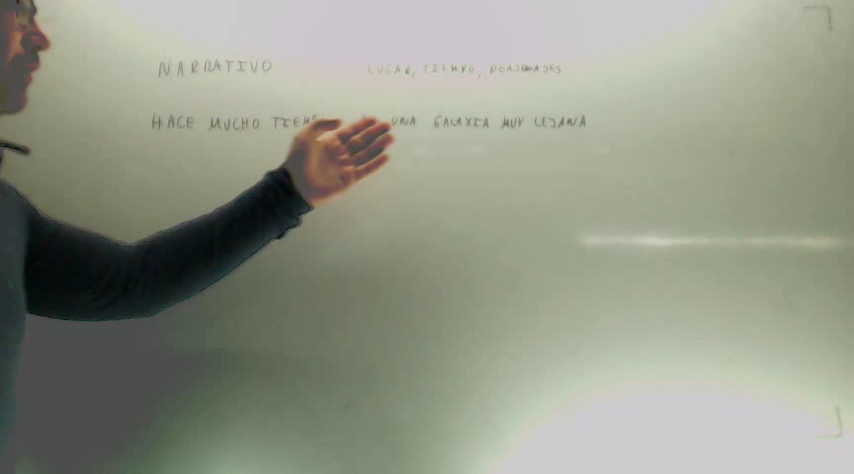 NARRATIVO LUGAR, TIEMPO, PERSONAJES
HACE MUCHO UNA GALAXIA MUY LEJANA